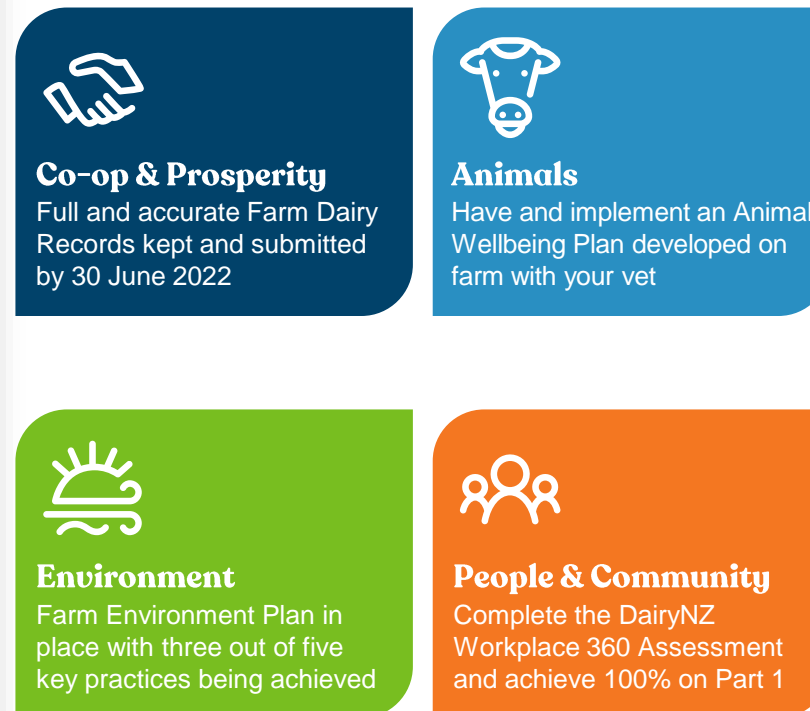 Co-op & Prosperity
Full and accurate Farm Dairy
Records kept and submitted
by 30 June 2022
Animals
Have and implement an Animal
Wellbeing Plan developed on
farm with your vet
Environment
Farm Environment Plan in
place with three out of five
key practices being achieved
People & Community
Complete the DairyNZ
Workplace 360 Assessment
and achieve 100% on Part 1